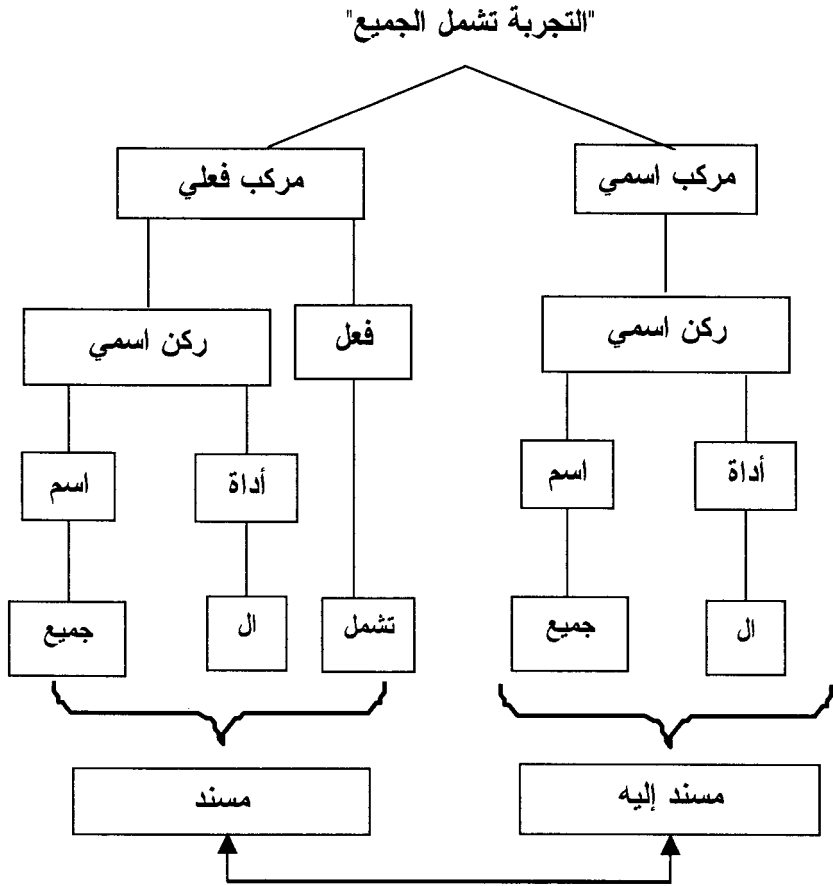 "التجربة تشمل الجميع"
مركب اسمي
مركب فعلي
ركن اسمي
فعل
ركن اسمي
أداة
اسم
أداة
اسم
ال
جميع
تشمل
ال
جميع
مسند إليه
مسند